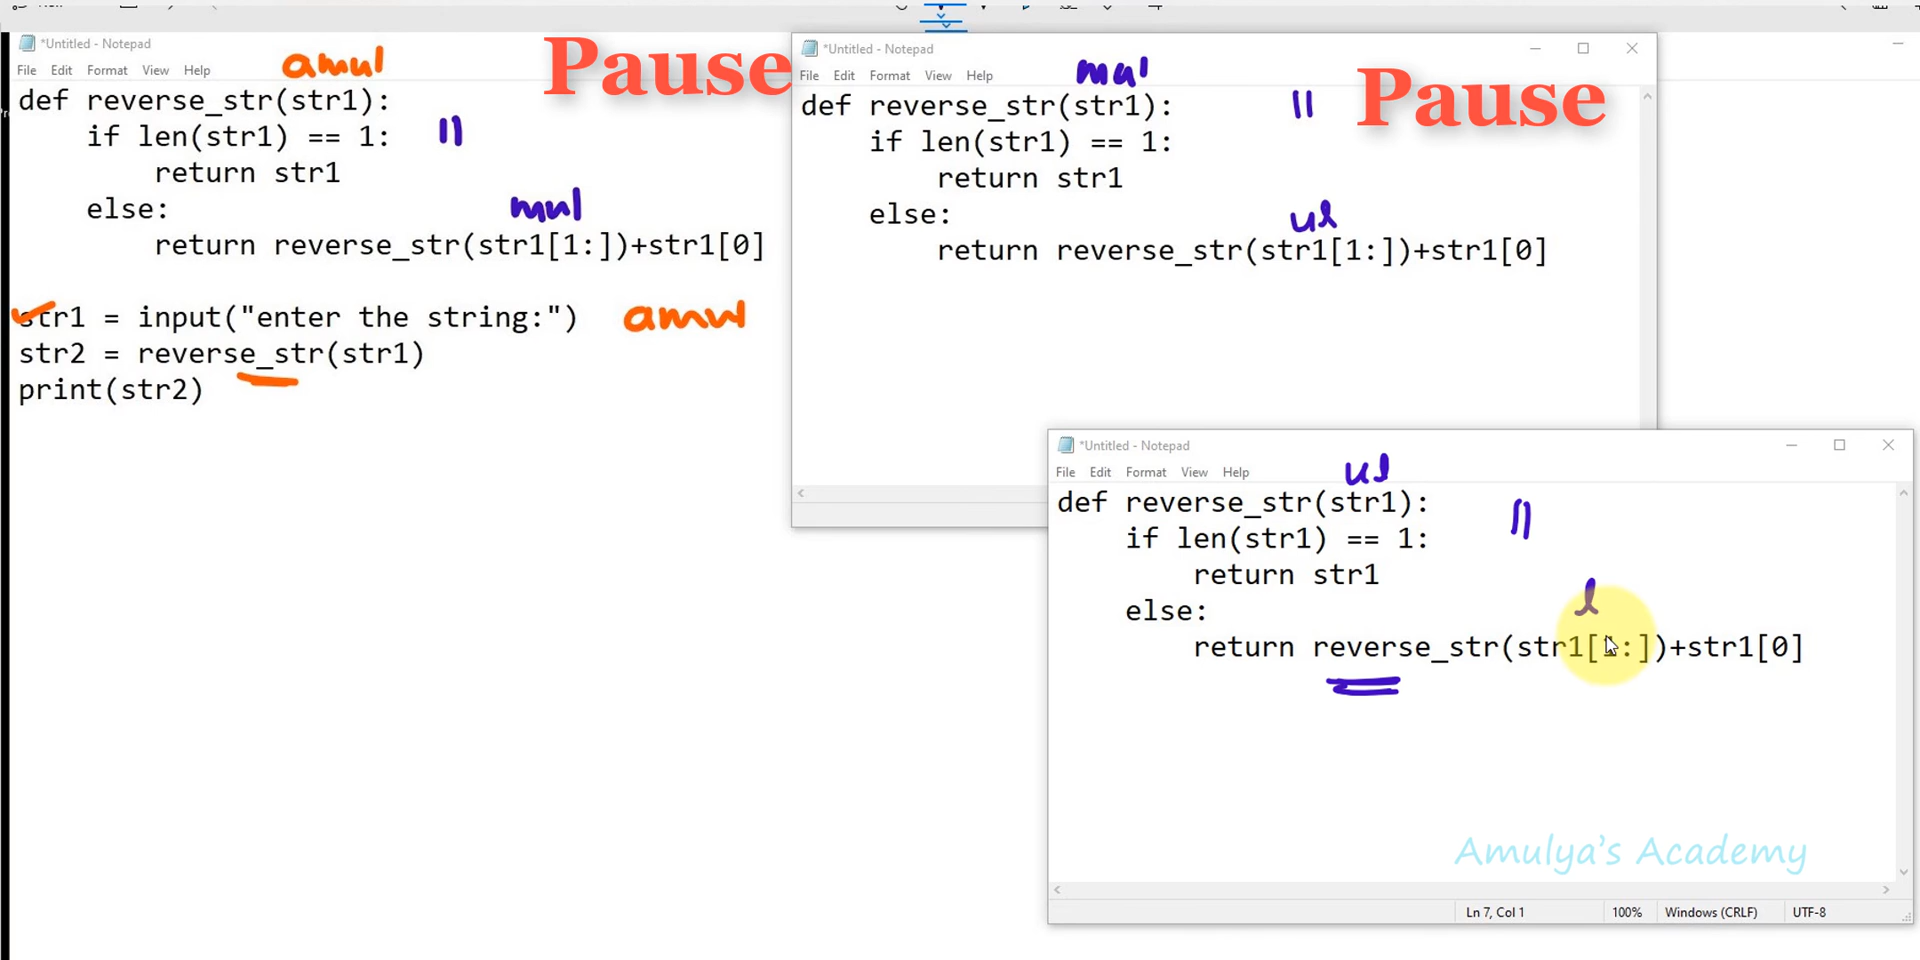 *Untitled - Notepad
File Edit Format View Help
amul
Pause
def reverse_str(str1):
if len(str1) == 1:
return str1
else:
mul
return reverse_str(str1[1:])+str1[0]
str1 = input("enter the string:")
amul
str2 = reverse_str(str1)
print(str2)
*Untitled - Notepad
File Edit Format View Help
mul
Pause
def reverse_str(str1):
if len(str1) == 1:
return str1
else:
ul
return reverse_str(str1[1:])+str1[0]
*Untitled - Notepad
File Edit Format View Help
ul
def reverse_str(str1):
if len(str1) == 1:
return str1
else:
l
return reverse_str(str1[1:])+str1[0]
Amulya's Academy
Ln 7, Col 1 100% Windows (CRLF) UTF-8